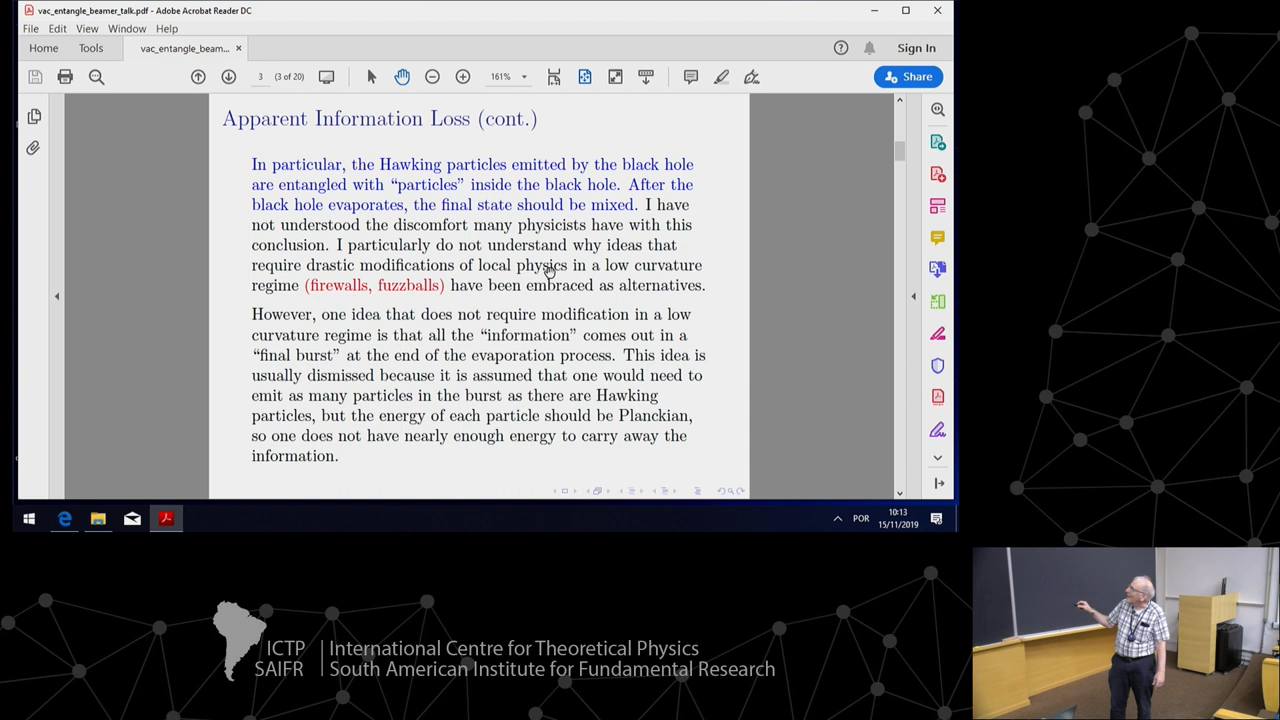 vac_entangle_beamer_talk.pdf - Adobe Acrobat Reader DC
File Edit View Window Help
Home Tools vac_entangle_beam... × Sign In
3 (3 of 20) 161% Share
Apparent Information Loss (cont.)
In particular, the Hawking particles emitted by the black hole
are entangled with “particles” inside the black hole. After the
black hole evaporates, the final state should be mixed. I have
not understood the discomfort many physicists have with this
conclusion. I particularly do not understand why ideas that
require drastic modifications of local physics in a low curvature
regime (firewalls, fuzzballs) have been embraced as alternatives.
However, one idea that does not require modification in a low
curvature regime is that all the “information” comes out in a
“final burst” at the end of the evaporation process. This idea is
usually dismissed because it is assumed that one would need to
emit as many particles in the burst as there are Hawking
particles, but the energy of each particle should be Planckian,
so one does not have nearly enough energy to carry away the
information.
POR 10:13
15/11/2019
ICTP International Centre for Theoretical Physics
SAIFR South American Institute for Fundamental Research